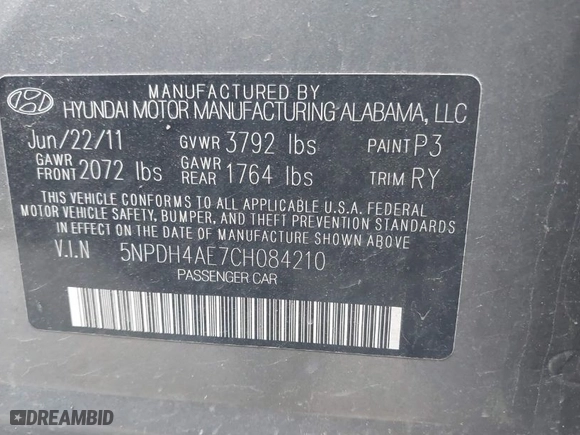 MANUFACTURED BY
HYUNDAI MOTOR MANUFACTURING ALABAMA, LLC
Jun/22/11 GVWR 3792 lbs PAINT P3
GAWR FRONT 2072 lbs GAWR REAR 1764 lbs TRIM RY
THIS VEHICLE CONFORMS TO ALL APPLICABLE U.S.A. FEDERAL
MOTOR VEHICLE SAFETY, BUMPER, AND THEFT PREVENTION STANDARDS
IN EFFECT ON THE DATE OF MANUFACTURE SHOWN ABOVE.
V.I.N 5NPDH4AE7CH084210
PASSENGER CAR
DREAMBID